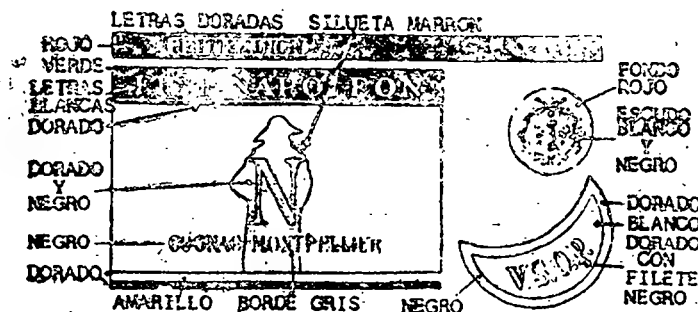 LETRAS DORADAS SILUETA MARRON
ROJO
VERDE
LETRAS
BLANCAS
NAPOLEON
DORADO
DORADO
Y
NEGRO
N
NEGRO
COGNAC MONTPELLIER
DORADO
AMARILLO BORDE GRIS NEGRO
FONDO
ROJO
ESCUDO
BLANCO
Y
NEGRO
V.S.O.P.
DORADO
BLANCO
DORADO
CON
FILETE
NEGRO